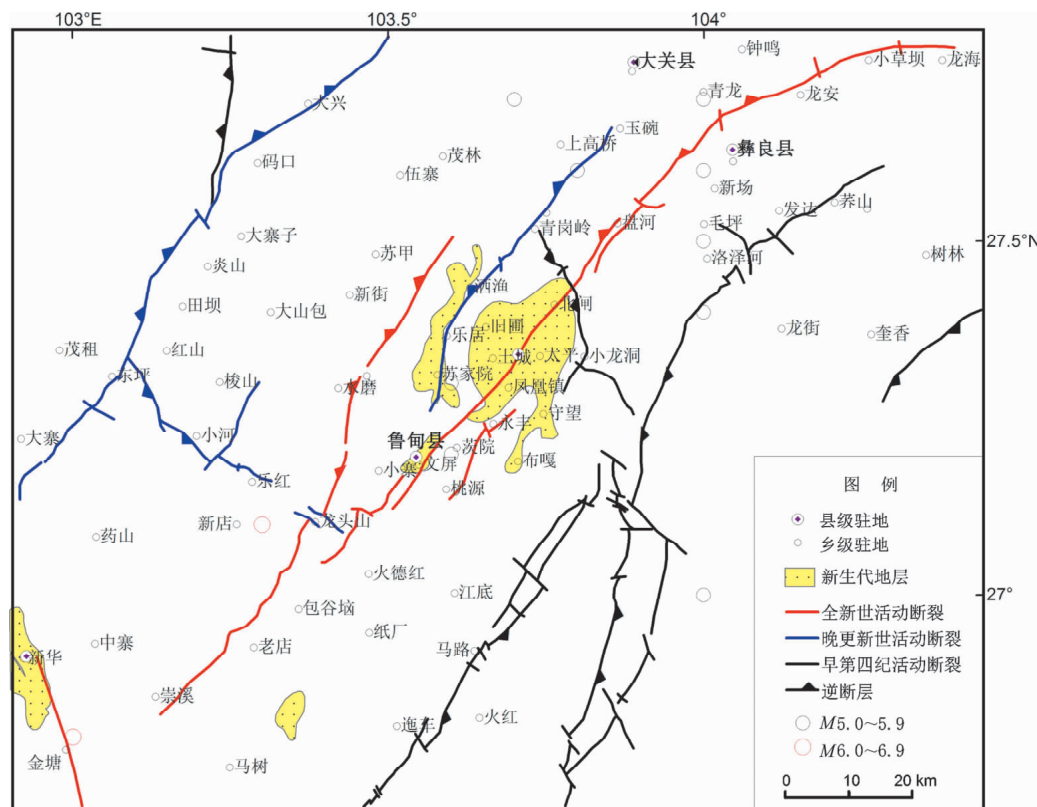 103°E
103.5°
104°
钟鸣
大关县
小草坝
龙海
青龙
龙安
大兴
玉碗
上高桥
彝良县
茂林
码口
伍寨
新场
发达
荞山
大寨子
青岗岭
盘河
毛坪
27.5°N
苏甲
洛泽河
树林
炎山
洒渔
新街
田坝
大山包
北闸
旧圃
乐居
龙街
奎香
茂租
红山
土城
太平
小龙洞
东坪
梭山
水磨
苏家院
凤凰镇
守望
永丰
大寨
小河
鲁甸县
茨院
文屏
布嘎
小寨
乐红
桃源
新店
龙头山
药山
火德红
江底
27°
包谷垴
纸厂
中寨
老店
马路
新华
崇溪
迤车
火红
金塘
马树
图 例
县级驻地
乡级驻地
新生代地层
全新世活动断裂
晚更新世活动断裂
早第四纪活动断裂
逆断层
M5.0~5.9
M6.0~6.9
0 10 20 km